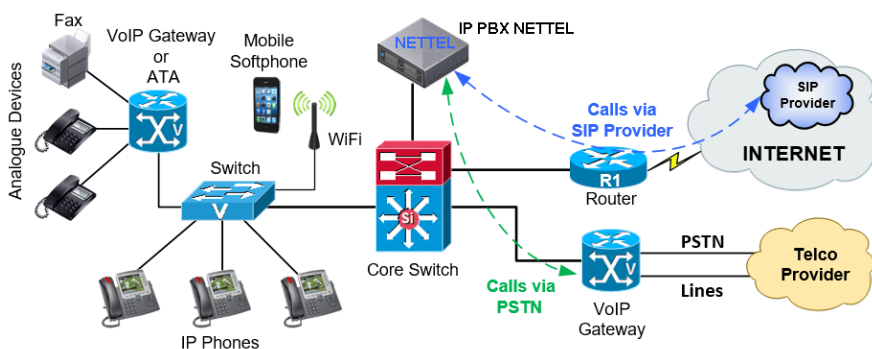 Fax
VoIP Gateway
or
ATA
Mobile
Softphone
NETTEL
IP PBX NETTEL
SIP
Provider
Calls via
SIP Provider
INTERNET
Analogue Devices
V
WiFi
Switch
V
R1
Router
Si
Core Switch
PSTN
Telco
Provider
V
Lines
Calls via
PSTN
VoIP
Gateway
IP Phones